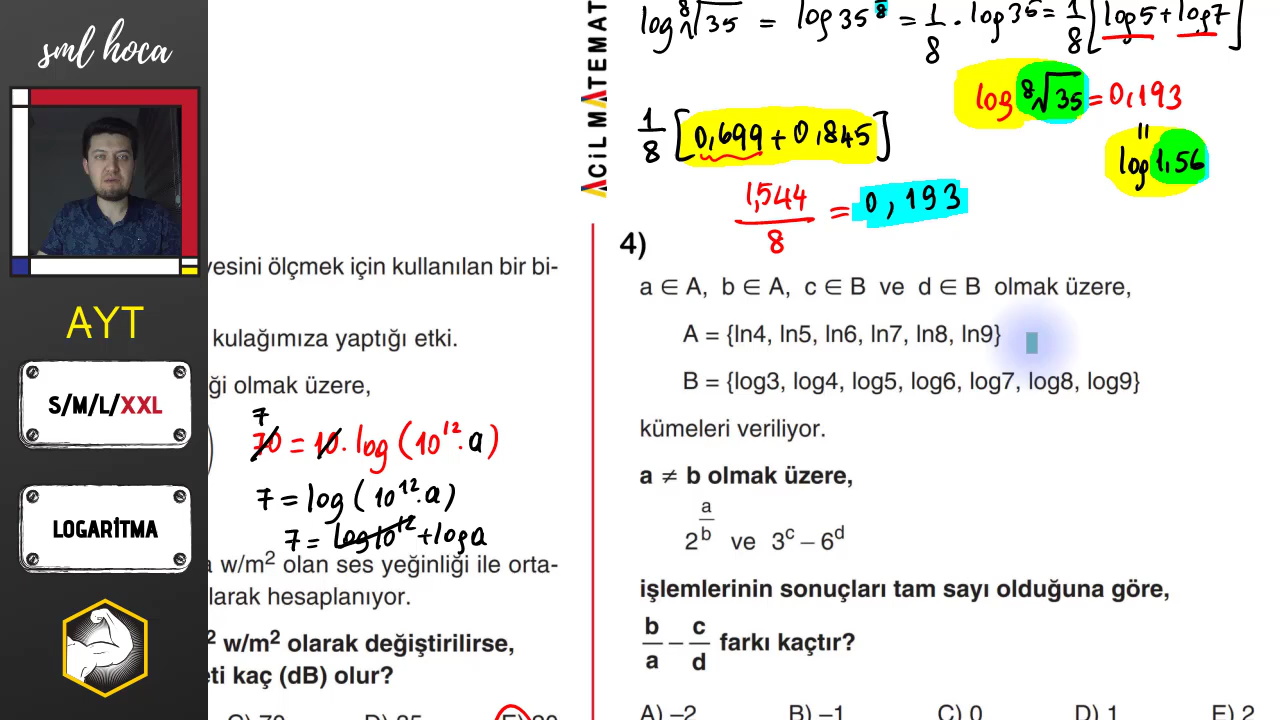 sml hoca
AYT
S/M/L/XXL
LOGARİTMA
vesini ölçmek için kullanılan bir bi-
kulağımıza yaptığı etki.
ği olmak üzere,
7
70 = 10 . log (10¹² . a)
7 = log (10¹² . a)
7 = log10¹² + loga
w/m² olan ses yeğinliği ile orta-
larak hesaplanıyor.
w/m² olarak değiştirilirse,
eti kaç (dB) olur?
ACİLMATEMAT
log ⁸√35 = log 35^(1/8) = 1/8 . log 35 = 1/8 [log5 + log7]
log ⁸√35 = 0,193
=
log 1,56
1/8 [0,699 + 0,845]
1,544/8 = 0,193
4)
a ∈ A, b ∈ A, c ∈ B ve d ∈ B olmak üzere,
A = {ln4, ln5, ln6, ln7, ln8, ln9}
B = {log3, log4, log5, log6, log7, log8, log9}
kümeleri veriliyor.
a ≠ b olmak üzere,
2^(a/b) ve 3^c – 6^d
işlemlerinin sonuçları tam sayı olduğuna göre,
b/a – c/d farkı kaçtır?
A) –2 B) –1 C) 0 D) 1 E) 2